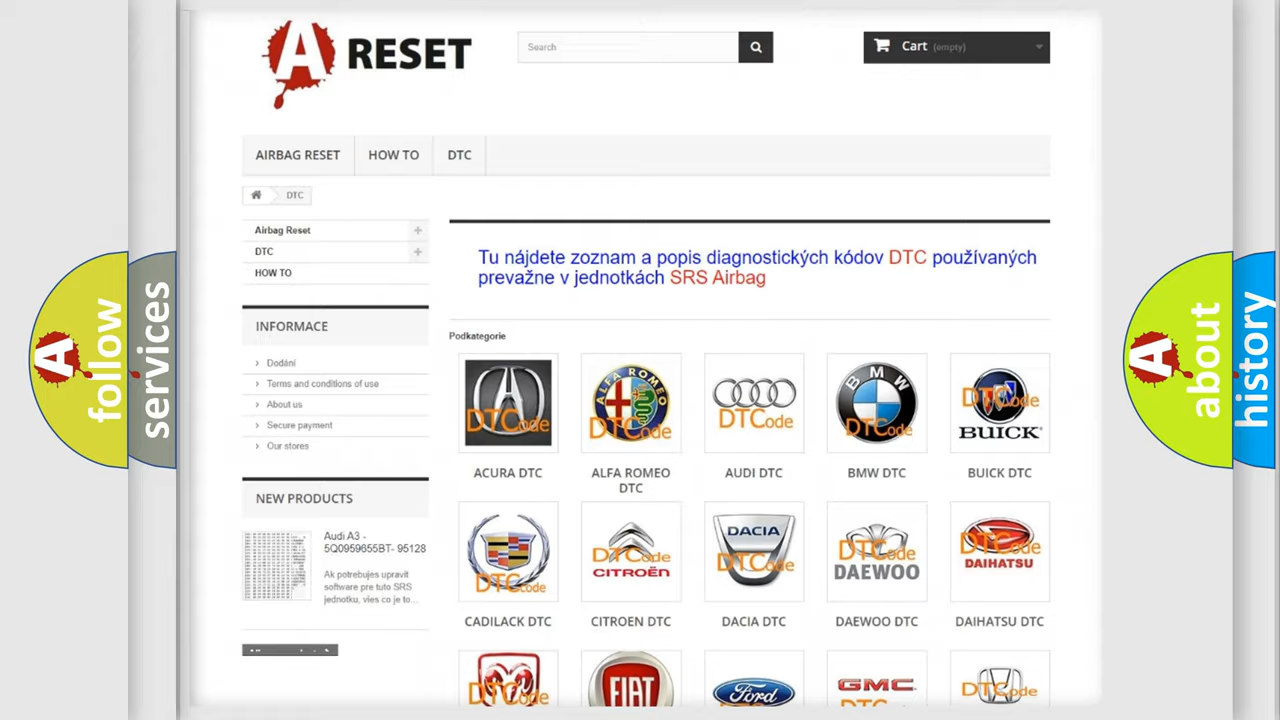 A RESET
Search
Cart (empty)
AIRBAG RESET
HOW TO
DTC
DTC
Airbag Reset
DTC
HOW TO
INFORMACE
Dodání
Terms and conditions of use
About us
Secure payment
Our stores
NEW PRODUCTS
Audi A3 -
5Q0959655BT- 95128
Ak potrebujes upravit
software pre tuto SRS
jednotku, vies co je to...
Tu nájdete zoznam a popis diagnostických kódov DTC používaných
prevažne v jednotkách SRS Airbag
Podkategorie
DTCode
ALFA ROMEO
DTCode
DTCode
BMW
DTCode
DTCode
BUICK
ACURA DTC
ALFA ROMEO
DTC
AUDI DTC
BMW DTC
BUICK DTC
DTCode
DTCode
CITROËN
DACIA
DTCode
DTCode
DAEWOO
DTCode
DAIHATSU
CADILACK DTC
CITROEN DTC
DACIA DTC
DAEWOO DTC
DAIHATSU DTC
DTCode
FIAT
Ford
GMC
DTCode
A follow
services
A about
history